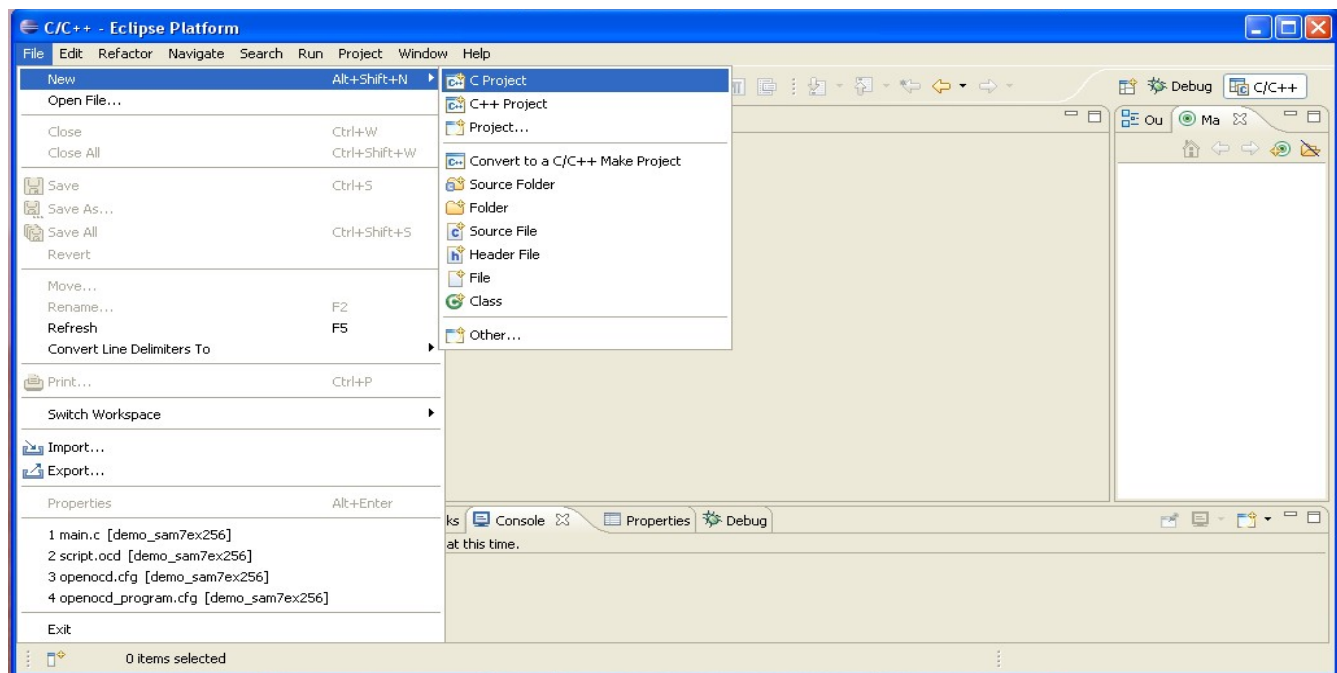 C/C++ - Eclipse Platform
File Edit Refactor Navigate Search Run Project Window Help
New Alt+Shift+N
Open File...
Close Ctrl+W
Close All Ctrl+Shift+W
Save Ctrl+S
Save As...
Save All Ctrl+Shift+S
Revert
Move...
Rename... F2
Refresh F5
Convert Line Delimiters To
Print... Ctrl+P
Switch Workspace
Import...
Export...
Properties Alt+Enter
1 main.c [demo_sam7ex256]
2 script.ocd [demo_sam7ex256]
3 openocd.cfg [demo_sam7ex256]
4 openocd_program.cfg [demo_sam7ex256]
Exit
C Project
C++ Project
Project...
Convert to a C/C++ Make Project
Source Folder
Folder
Source File
Header File
File
Class
Other...
Debug C/C++
Ou Ma
ks Console Properties Debug
at this time.
0 items selected